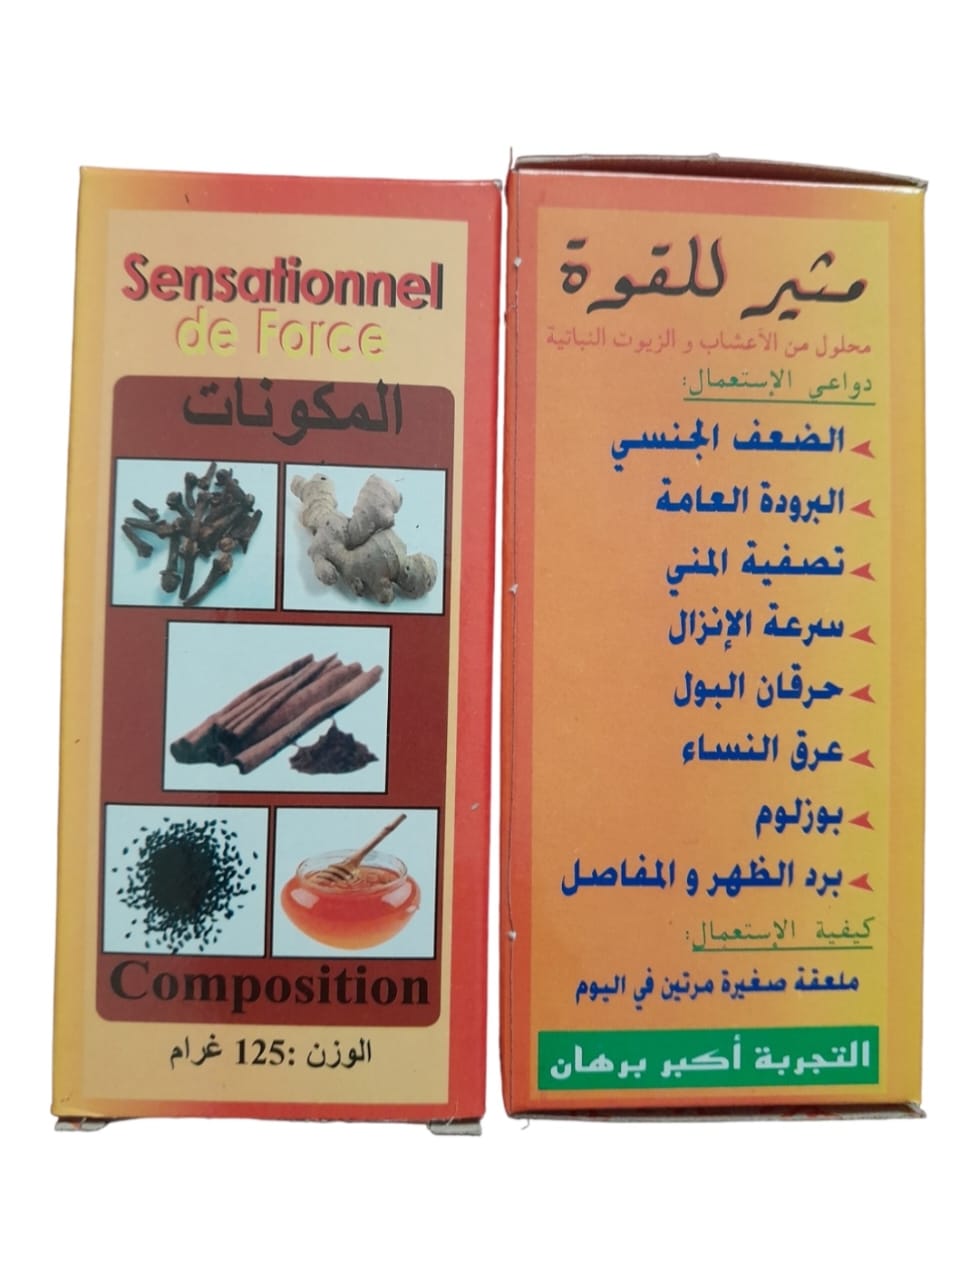 Sensationnel
de Force
المكونات
Composition
الوزن :125 غرام
مثير للقوة
محلول من الأعشاب و الزيوت النباتية
دواعي الإستعمال:
الضعف الجنسي
البرودة العامة
تصفية المني
سرعة الإنزال
حرقان البول
عرق النساء
بوزلوم
برد الظهر و المفاصل
كيفية الإستعمال:
ملعقة صغيرة مرتين في اليوم
التجربة أكبر برهان